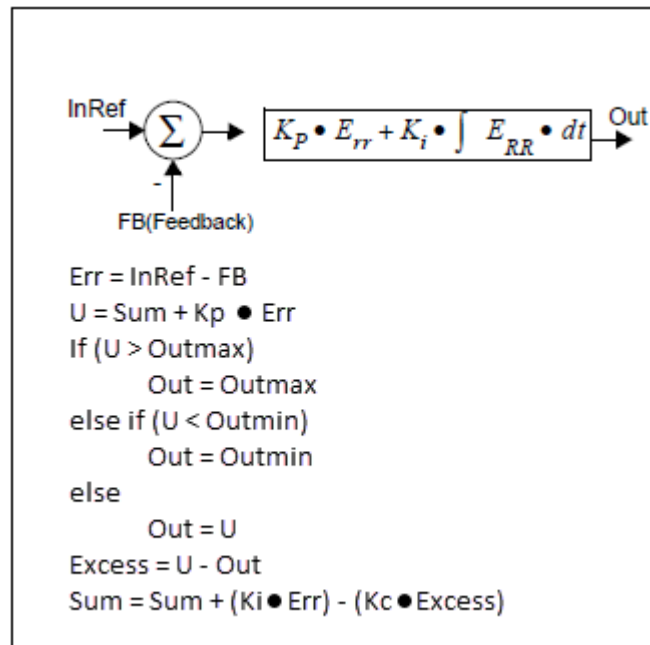 InRef
Σ
K_P • E_rr + K_i • ∫ E_RR • dt
Out
-
FB(Feedback)
Err = InRef - FB
U = Sum + Kp ● Err
If (U > Outmax)
Out = Outmax
else if (U < Outmin)
Out = Outmin
else
Out = U
Excess = U - Out
Sum = Sum + (Ki●Err) - (Kc●Excess)